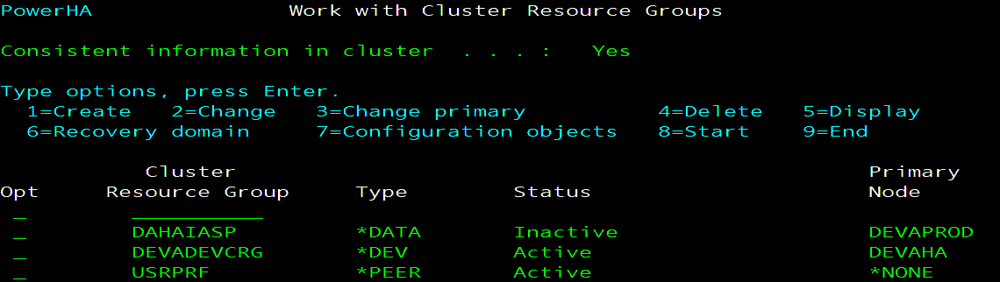 PowerHA Work with Cluster Resource Groups
Consistent information in cluster . . . : Yes
Type options, press Enter.
1=Create 2=Change 3=Change primary 4=Delete 5=Display
6=Recovery domain 7=Configuration objects 8=Start 9=End
Cluster Primary
Opt Resource Group Type Status Node
_ __________
_ DAHAIASP *DATA Inactive DEVAPROD
_ DEVADEVCRG *DEV Active DEVAHA
_ USRPRF *PEER Active *NONE